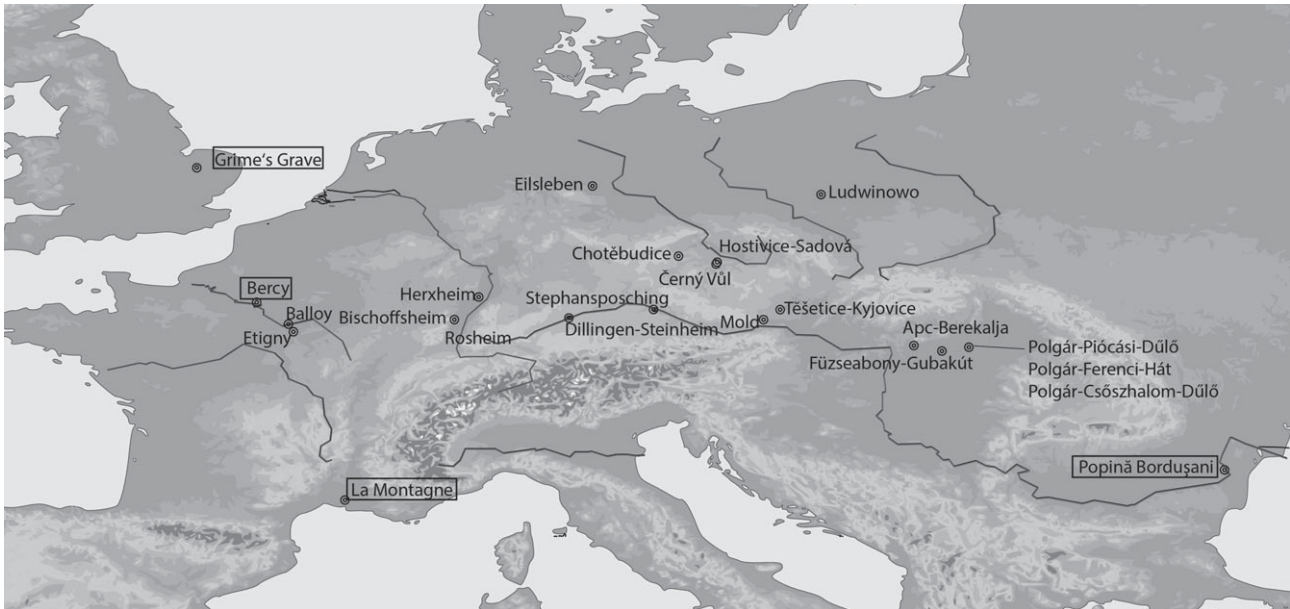 Grime's Grave
Eilsleben
Ludwinowo
Hostivice-Sadová
Chotěbudice
Černý Vůl
Bercy
Herxheim
Stephansposching
Balloy
Bischoffsheim
Těšetice-Kyjovice
Etigny
Rosheim
Dillingen-Steinheim
Mold
Apc-Berekalja
Polgár-Piócási-Dűlő
Füzseabony-Gubakút
Polgár-Ferenci-Hát
Polgár-Csőszhalom-Dűlő
Popină Borduşani
La Montagne